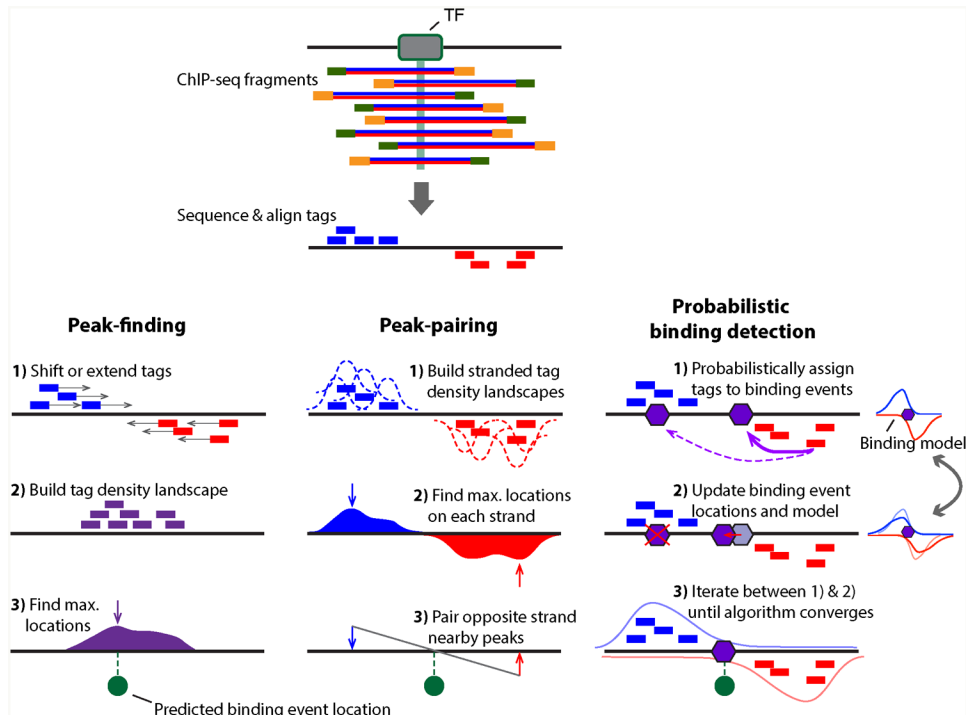 TF
ChIP-seq fragments
Sequence & align tags
Peak-finding
1) Shift or extend tags
2) Build tag density landscape
3) Find max.
locations
Predicted binding event location
Peak-pairing
1) Build stranded tag
density landscapes
2) Find max. locations
on each strand
3) Pair opposite strand
nearby peaks
Probabilistic
binding detection
1) Probabilistically assign
tags to binding events
Binding model
2) Update binding event
locations and model
3) Iterate between 1) & 2)
until algorithm converges